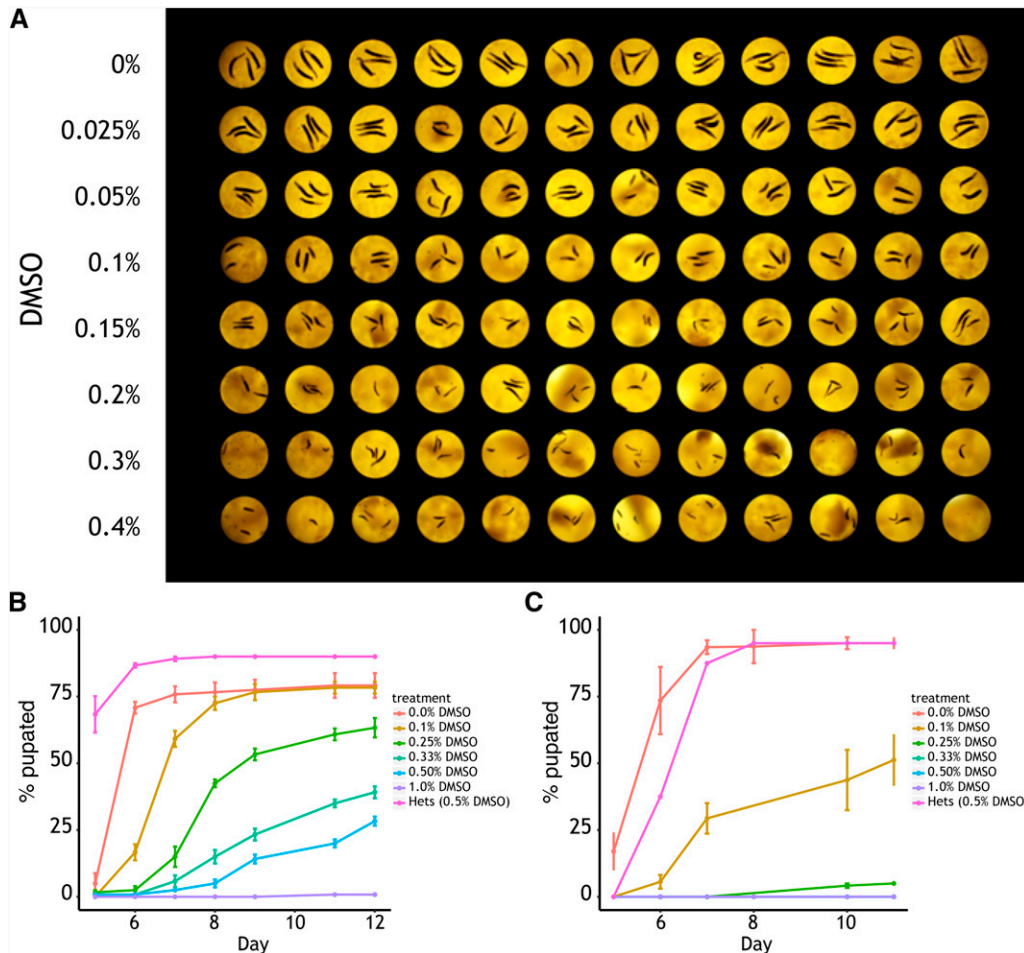 A
DMSO
0%
0.025%
0.05%
0.1%
0.15%
0.2%
0.3%
0.4%
B
% pupated
100
75
50
25
0
6
8
10
12
Day
treatment
0.0% DMSO
0.1% DMSO
0.25% DMSO
0.33% DMSO
0.50% DMSO
1.0% DMSO
Hets (0.5% DMSO)
C
% pupated
100
75
50
25
0
6
8
10
Day
treatment
0.0% DMSO
0.1% DMSO
0.25% DMSO
0.33% DMSO
0.50% DMSO
1.0% DMSO
Hets (0.5% DMSO